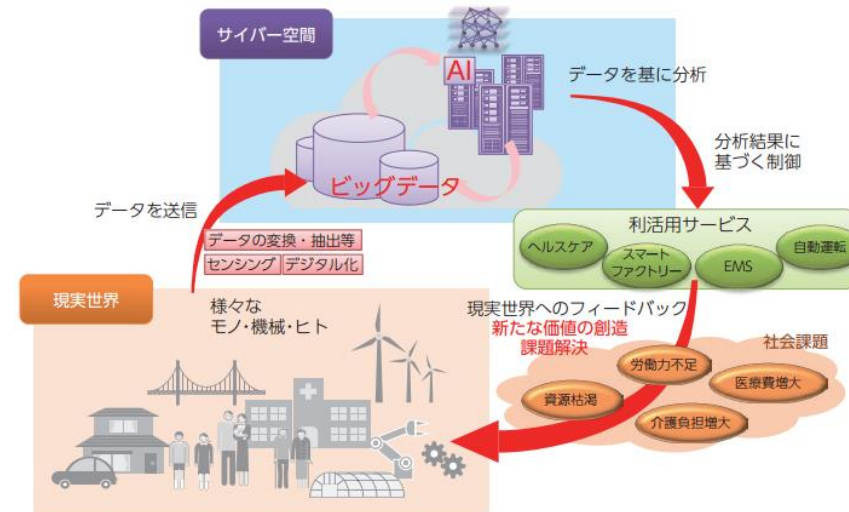 サイバー空間
AI
データを基に分析
分析結果に
基づく制御
ビッグデータ
データを送信
データの変換・抽出等
センシング
デジタル化
利活用サービス
ヘルスケア
スマート
ファクトリー
EMS
自動運転
現実世界
様々な
モノ・機械・ヒト
現実世界へのフィードバック
新たな価値の創造
課題解決
社会課題
労働力不足
医療費増大
資源枯渇
介護負担増大